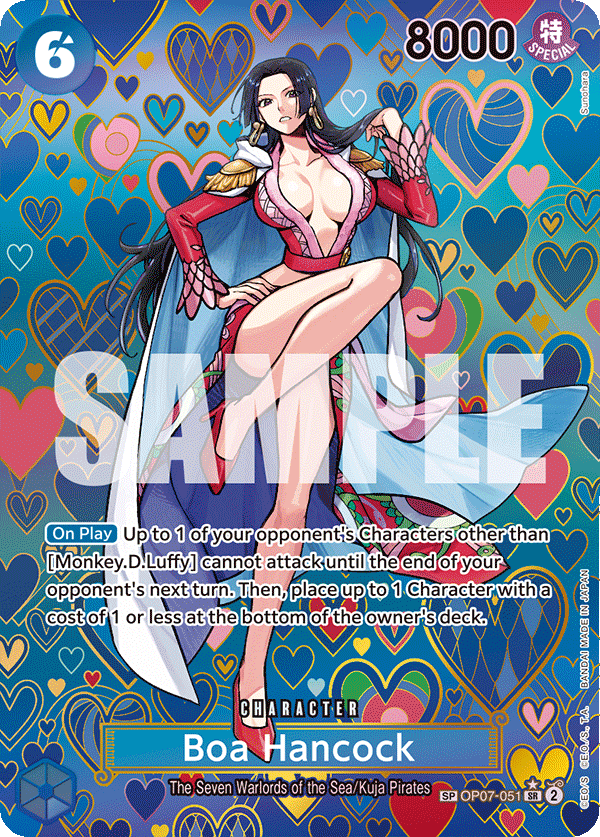 6
8000
特
SPECIAL
Sunohara
SAMPLE
On Play Up to 1 of your opponent's Characters other than
[Monkey.D.Luffy] cannot attack until the end of your
opponent's next turn. Then, place up to 1 Character with a
cost of 1 or less at the bottom of the owner's deck.
CHARACTER
Boa Hancock
The Seven Warlords of the Sea/Kuja Pirates
SP OP07-051 SR 2
©EO/S ©EO./S., T.A. BANDAI MADE IN JAPAN